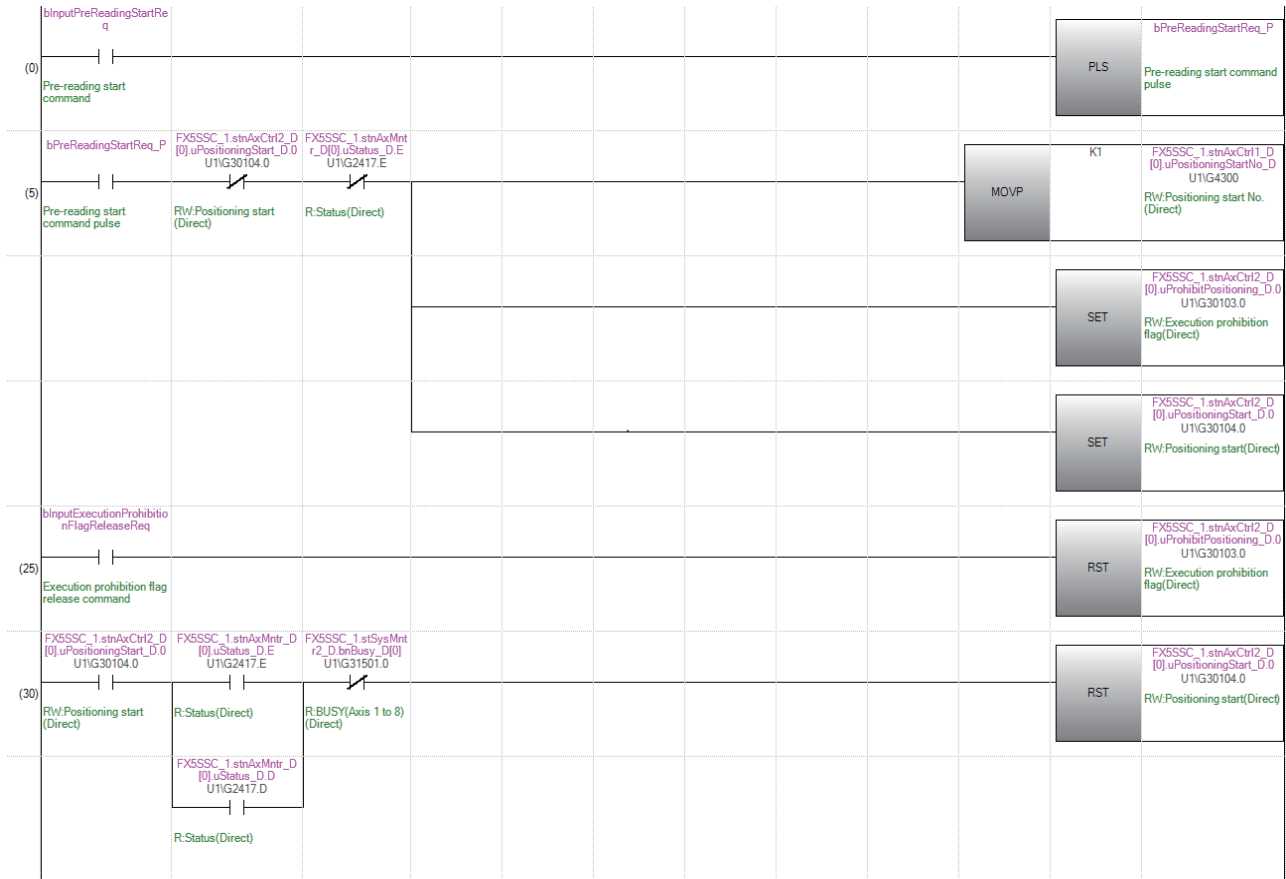 bInputPreReadingStartRe
q
(0)
Pre-reading start
command
PLS
bPreReadingStartReq_P
Pre-reading start command
pulse
bPreReadingStartReq_P
FX5SSC_1.stnAxCtrl2_D
[0].uPositioningStart_D.0
U1\G30104.0
FX5SSC_1.stnAxMnt
r_D[0].uStatus_D.E
U1\G2417.E
(5)
Pre-reading start
command pulse
RW:Positioning start
(Direct)
R:Status(Direct)
MOVP
K1
FX5SSC_1.stnAxCtrl1_D
[0].uPositioningStartNo_D
U1\G4300
RW:Positioning start No.
(Direct)
SET
FX5SSC_1.stnAxCtrl2_D
[0].uProhibitPositioning_D.0
U1\G30103.0
RW:Execution prohibition
flag(Direct)
SET
FX5SSC_1.stnAxCtrl2_D
[0].uPositioningStart_D.0
U1\G30104.0
RW:Positioning start(Direct)
bInputExecutionProhibitio
nFlagReleaseReq
(25)
Execution prohibition flag
release command
RST
FX5SSC_1.stnAxCtrl2_D
[0].uProhibitPositioning_D.0
U1\G30103.0
RW:Execution prohibition
flag(Direct)
FX5SSC_1.stnAxCtrl2_D
[0].uPositioningStart_D.0
U1\G30104.0
FX5SSC_1.stnAxMntr_D
[0].uStatus_D.E
U1\G2417.E
FX5SSC_1.stSysMnt
r2_D.bnBusy_D[0]
U1\G31501.0
(30)
RW:Positioning start
(Direct)
R:Status(Direct)
R:BUSY(Axis 1 to 8)
(Direct)
RST
FX5SSC_1.stnAxCtrl2_D
[0].uPositioningStart_D.0
U1\G30104.0
RW:Positioning start(Direct)
FX5SSC_1.stnAxMntr_D
[0].uStatus_D.D
U1\G2417.D
R:Status(Direct)